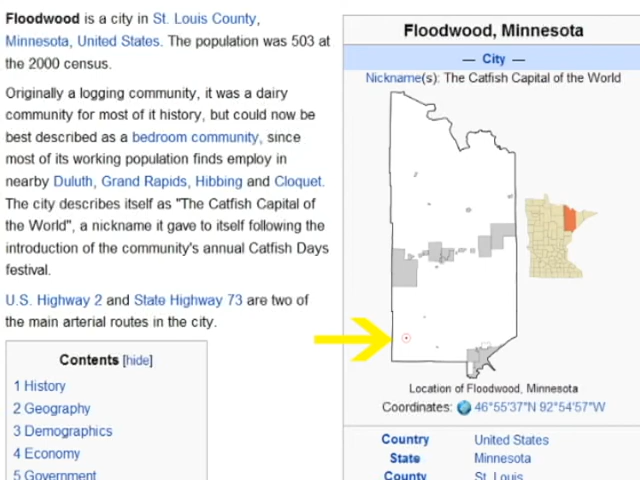 Floodwood is a city in St. Louis County,
Minnesota, United States. The population was 503 at
the 2000 census.
Originally a logging community, it was a dairy
community for most of it history, but could now be
best described as a bedroom community, since
most of its working population finds employ in
nearby Duluth, Grand Rapids, Hibbing and Cloquet.
The city describes itself as "The Catfish Capital of
the World", a nickname it gave to itself following the
introduction of the community's annual Catfish Days
festival.
U.S. Highway 2 and State Highway 73 are two of
the main arterial routes in the city.
Contents [hide]
1 History
2 Geography
3 Demographics
4 Economy
5 Government
Floodwood, Minnesota
— City —
Nickname(s): The Catfish Capital of the World
Location of Floodwood, Minnesota
Coordinates: 46°55′37″N 92°54′57″W
Country United States
State Minnesota
County St. Louis